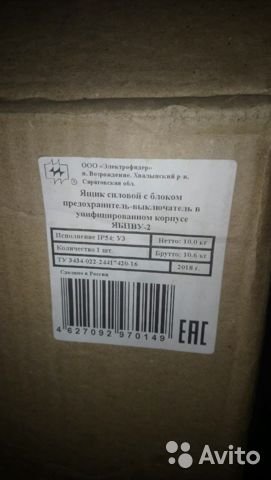 ООО «Электрофидер»
п. Возрождение. Хвалынский р-н.
Саратовская обл.
Ящик силовой с блоком
предохранитель-выключатель в
унифицированном корпусе
ЯБПВУ-2
Исполнение IP54; У3 Нетто: 10,0 кг
Количество 1 шт. Брутто: 10,6 кг
ТУ 3434-022-24417420-16 2018 г.
Сделано в России
4 627092 970149
ЕАС
Avito